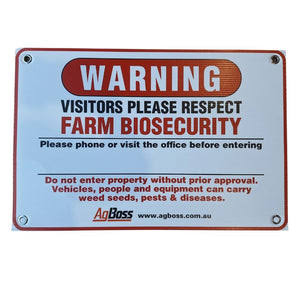 WARNING
VISITORS PLEASE RESPECT
FARM BIOSECURITY
Please phone or visit the office before entering
Do not enter property without prior approval.
Vehicles, people and equipment can carry
weed seeds, pests & diseases.
AgBoss www.agboss.com.au